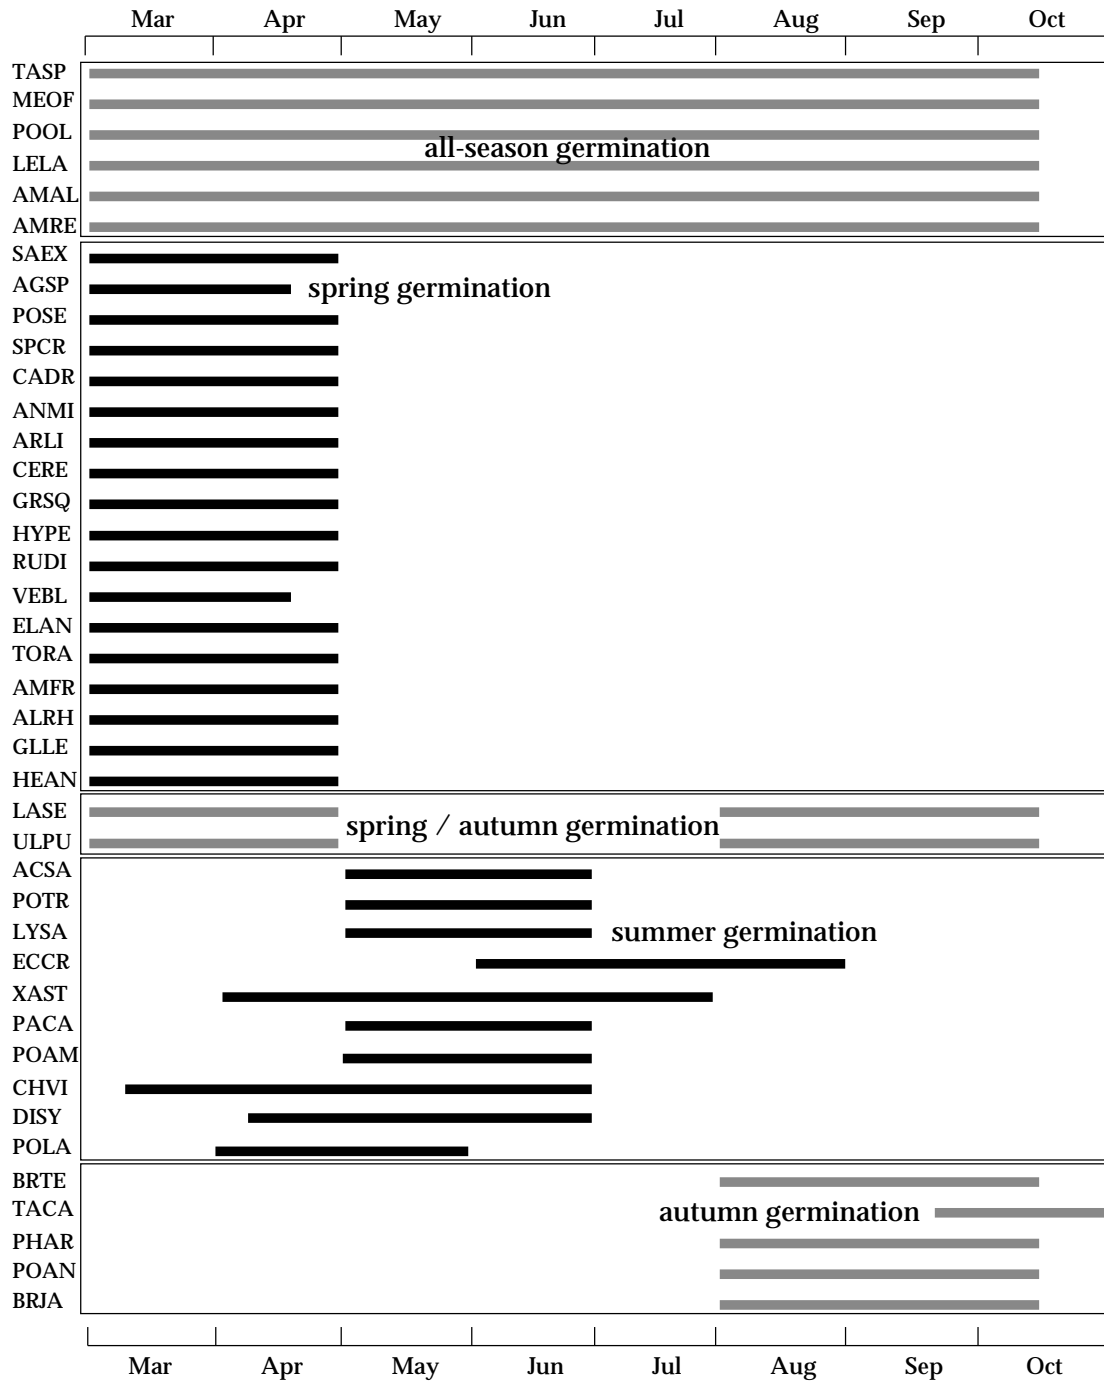 Mar Apr May Jun Jul Aug Sep Oct
TASP
MEOF
POOL
all-season germination
LELA
AMAL
AMRE
SAEX
AGSP spring germination
POSE
SPCR
CADR
ANMI
ARLI
CERE
GRSQ
HYPE
RUDI
VEBL
ELAN
TORA
AMFR
ALRH
GLLE
HEAN
LASE
spring / autumn germination
ULPU
ACSA
POTR
LYSA summer germination
ECCR
XAST
PACA
POAM
CHVI
DISY
POLA
BRTE
TACA autumn germination
PHAR
POAN
BRJA
Mar Apr May Jun Jul Aug Sep Oct